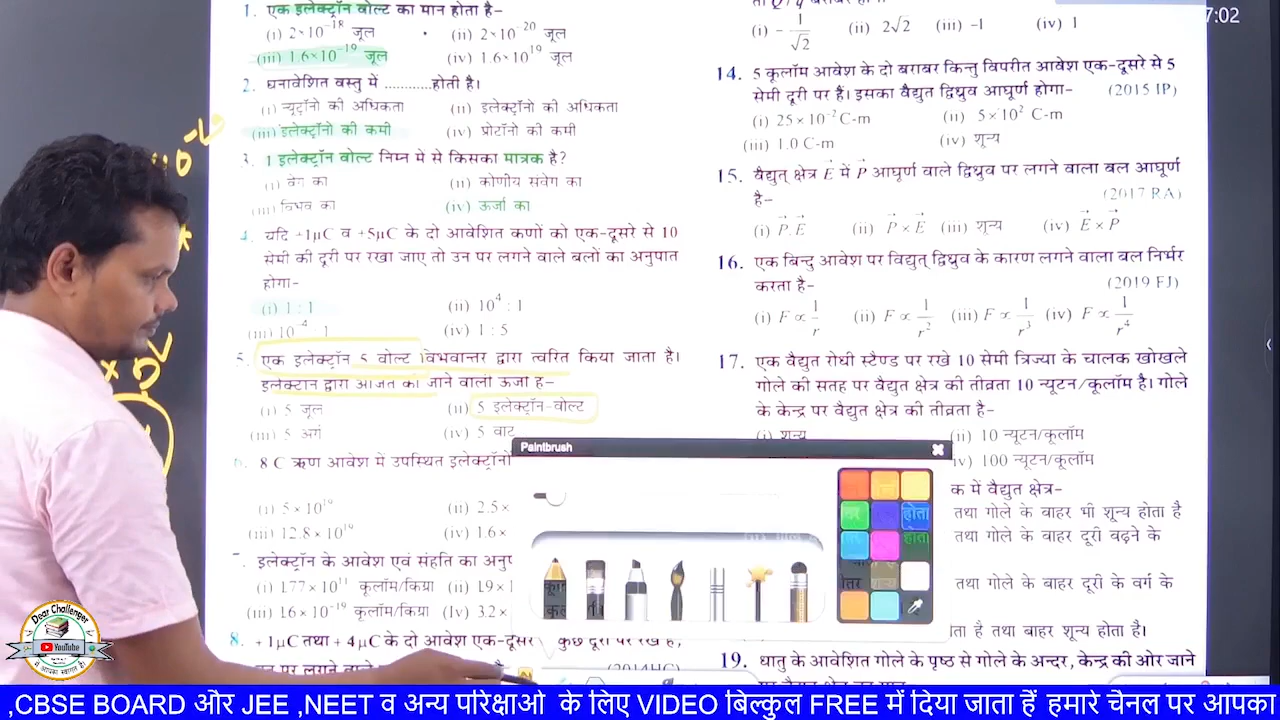 1. एक इलेक्ट्रॉन वोल्ट का मान होता है-
(i) 2×10⁻¹⁸ जूल (ii) 2×10⁻²⁰ जूल
(iii) 1.6×10⁻¹⁹ जूल (iv) 1.6×10¹⁹ जूल
2. धनावेशित वस्तु में ............होती है।
(i) न्यूट्रॉनो की अधिकता (ii) इलेक्ट्रॉनो की अधिकता
(iii) इलेक्ट्रॉनो की कमी (iv) प्रोटॉनो की कमी
3. 1 इलेक्ट्रॉन वोल्ट निम्न में से किसका मात्रक है?
(i) वेग का (ii) कोणीय संवेग का
(iii) विभव का (iv) ऊर्जा का
4. यदि +1μC व +5μC के दो आवेशित कणों को एक-दूसरे से 10
सेमी की दूरी पर रखा जाए तो उन पर लगने वाले बलों का अनुपात
होगा-
(i) 1:1 (ii) 10⁴ : 1
(iii) 10⁻⁴ : 1 (iv) 1:5
5. एक इलेक्ट्रॉन 5 वोल्ट विभवान्तर द्वारा त्वरित किया जाता है।
इलेक्ट्रान द्वारा अर्जित की जाने वाली ऊर्जा है-
(i) 5 जूल (ii) 5 इलेक्ट्रॉन-वोल्ट
(iii) 5 अर्ग (iv) 5 वाट
8 C ऋण आवेश में उपस्थित इलेक्ट्रॉनो
(i) 5×10¹⁹ (ii) 2.5×
(iii) 12.8×10¹⁹ (iv) 1.6×
इलेक्ट्रॉन के आवेश एवं संहति का
(i) 1.77×10¹¹ कूलॉम/किग्रा (ii)
(iii) कूलॉम/किग्रा (iv)
8. +1μC तथा +4μC के दो आवेश एक-दूसर कुछ दूरी पर रखे है,
(i) -1/√2 (ii) 2√2 (iii) -1 (iv) 1
14. 5 कूलॉम आवेश के दो बराबर किन्तु विपरीत आवेश एक-दूसरे से 5
सेमी दूरी पर है। इसका वैद्युत द्विध्रुव आघूर्ण होगा- (2015 IP)
(i) 25×10⁻² C-m (ii) 5×10² C-m
(iii) 1.0 C-m (iv) शून्य
15. वैद्युत् क्षेत्र E⃗ में P⃗ आघूर्ण वाले द्विध्रुव पर लगने वाला बल आघूर्ण
है- (2017 RA)
(i) P⃗.E⃗ (ii) P⃗×E⃗ (iii) शून्य (iv) E⃗×P⃗
16. एक बिन्दु आवेश पर विद्युत् द्विध्रुव के कारण लगने वाला बल निर्भर
करता है- (2019 FJ)
(i) F ∝ 1/r (ii) F ∝ 1/r² (iii) F ∝ 1/r³ (iv) F ∝ 1/r⁴
17. एक वैद्युत रोधी स्टैण्ड पर रखे 10 सेमी त्रिज्या के चालक खोखले
गोले की सतह पर वैद्युत क्षेत्र की तीव्रता 10 न्यूटन/कूलॉम है। गोले
के केन्द्र पर वैद्युत क्षेत्र की तीव्रता है-
(i) शून्य (ii) 10 न्यूटन/कूलॉम
iv) 100 न्यूटन/कूलॉम
क में वैद्युत क्षेत्र-
तथा गोले के बाहर भी शून्य होता है
तथा गोले के बाहर दूरी बढ़ने के
तथा गोले के बाहर दूरी के वर्ग के
तथा बाहर शून्य होता है।
19. धातु के आवेशित गोले के पृष्ठ से गोले के अन्दर, केन्द्र की ओर जाने
7:02
Paintbrush
Dear Challenger
YouTube
में आपका स्वागत है।
,CBSE BOARD और JEE ,NEET व अन्य परिक्षाओ के लिए VIDEO बिल्कुल FREE में दिया जाता हैं हमारे चैनल पर आपका